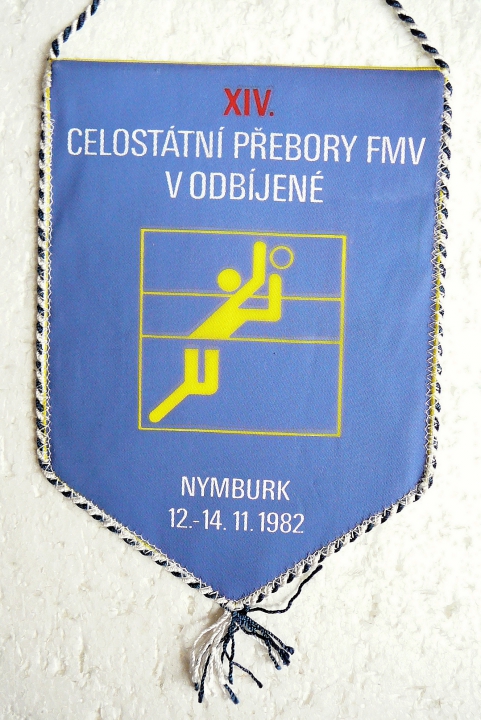 XIV.
CELOSTÁTNÍ PŘEBORY FMV
V ODBÍJENÉ
NYMBURK
12.-14. 11. 1982